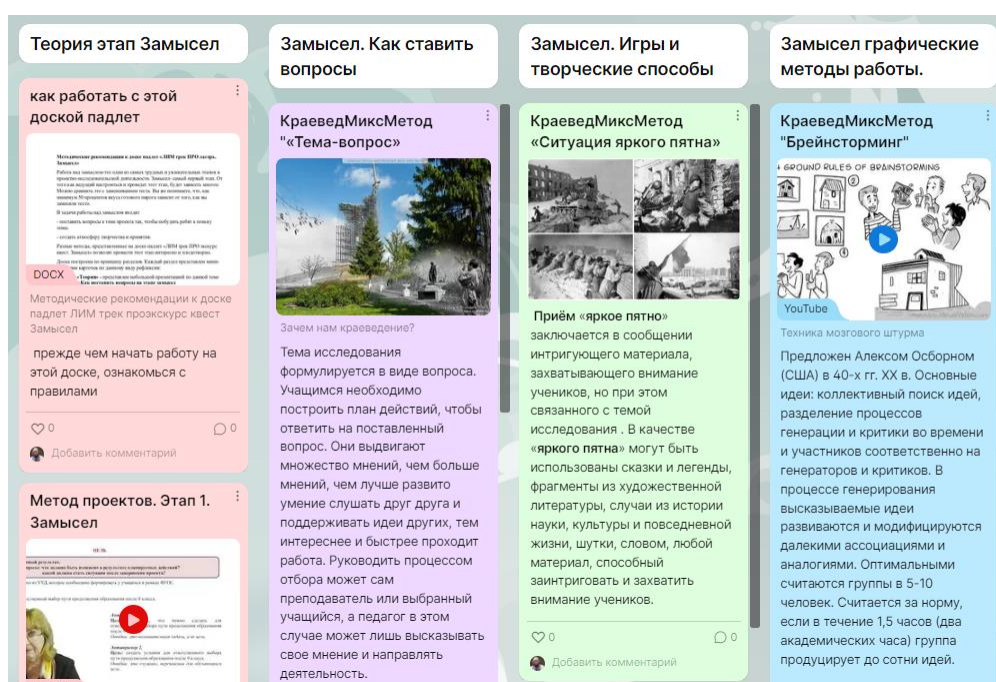 Теория этап Замысел
как работать с этой
доской падлет
DOCX
Методические рекомендации к доске
падлет ЛИМ трек проэкскурс квест
Замысел
прежде чем начать работу на
этой доске, ознакомься с
правилами
0
0
Добавить комментарий
Метод проектов. Этап 1.
Замысел
Замысел. Как ставить
вопросы
КраеведМиксМетод
"«Тема-вопрос»
Зачем нам краеведение?
Тема исследования
формулируется в виде вопроса.
Учащимся необходимо
построить план действий, чтобы
ответить на поставленный
вопрос. Они выдвигают
множество мнений, чем больше
мнений, чем лучше развито
умение слушать друг друга и
поддерживать идеи других, тем
интереснее и быстрее проходит
работа. Руководить процессом
отбора может сам
преподаватель или выбранный
учащийся, а педагог в этом
случае может лишь высказывать
свое мнение и направлять
деятельность.
Замысел. Игры и
творческие способы
КраеведМиксМетод
«Ситуация яркого пятна»
Приём «яркое пятно»
заключается в сообщении
интригующего материала,
захватывающего внимание
учеников, но при этом
связанного с темой
исследования . В качестве
«яркого пятна» могут быть
использованы сказки и легенды,
фрагменты из художественной
литературы, случаи из истории
науки, культуры и повседневной
жизни, шутки, словом, любой
материал, способный
заинтриговать и захватить
внимание учеников.
0
0
Добавить комментарий
Замысел графические
методы работы.
КраеведМиксМетод
"Брейнсторминг"
GROUND RULES OF BRAINSTORMING
YouTube
Техника мозгового штурма
Предложен Алексом Осборном
(США) в 40-х гг. XX в. Основные
идеи: коллективный поиск идей,
разделение процессов
генерации и критики во времени
и участников соответственно на
генераторов и критиков. В
процессе генерирования
высказываемые идеи
развиваются и модифицируются
далекими ассоциациями и
аналогиями. Оптимальными
считаются группы в 5-10
человек. Считается за норму,
если в течение 1,5 часов (два
академических часа) группа
продуцирует до сотни идей.